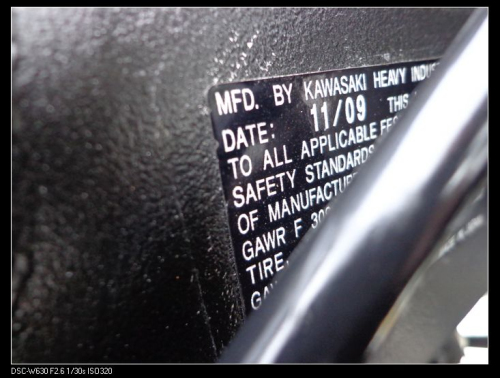 MFD. BY KAWASAKI HEAVY
DATE: 11/09 THIS
TO ALL APPLICABLE
SAFETY STANDARDS
OF
GAWR F
TIRE
DSC-W630 F2.6 1/30s ISO320